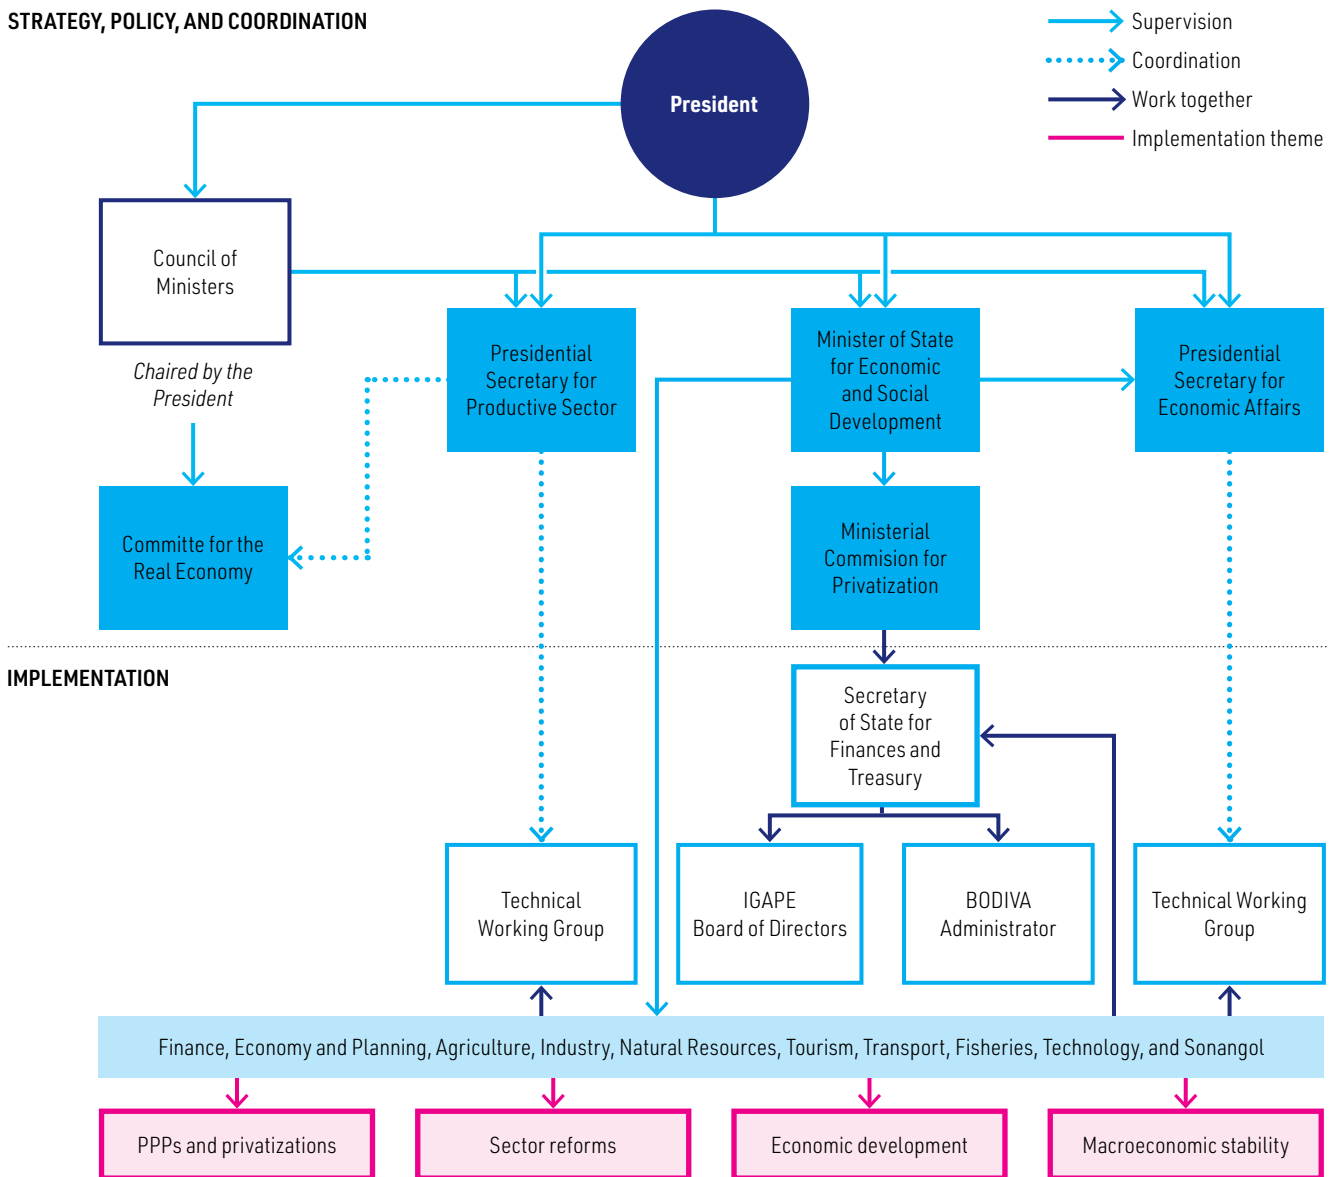 STRATEGY, POLICY, AND COORDINATION
Supervision
Coordination
Work together
Implementation theme
President
Council of
Ministers
Chaired by the
President
Presidential
Secretary for
Productive Sector
Minister of State
for Economic
and Social
Development
Presidential
Secretary for
Economic Affairs
Committe for the
Real Economy
Ministerial
Commision for
Privatization
IMPLEMENTATION
Secretary
of State for
Finances and
Treasury
Technical
Working Group
IGAPE
Board of Directors
BODIVA
Administrator
Technical Working
Group
Finance, Economy and Planning, Agriculture, Industry, Natural Resources, Tourism, Transport, Fisheries, Technology, and Sonangol
PPPs and privatizations
Sector reforms
Economic development
Macroeconomic stability